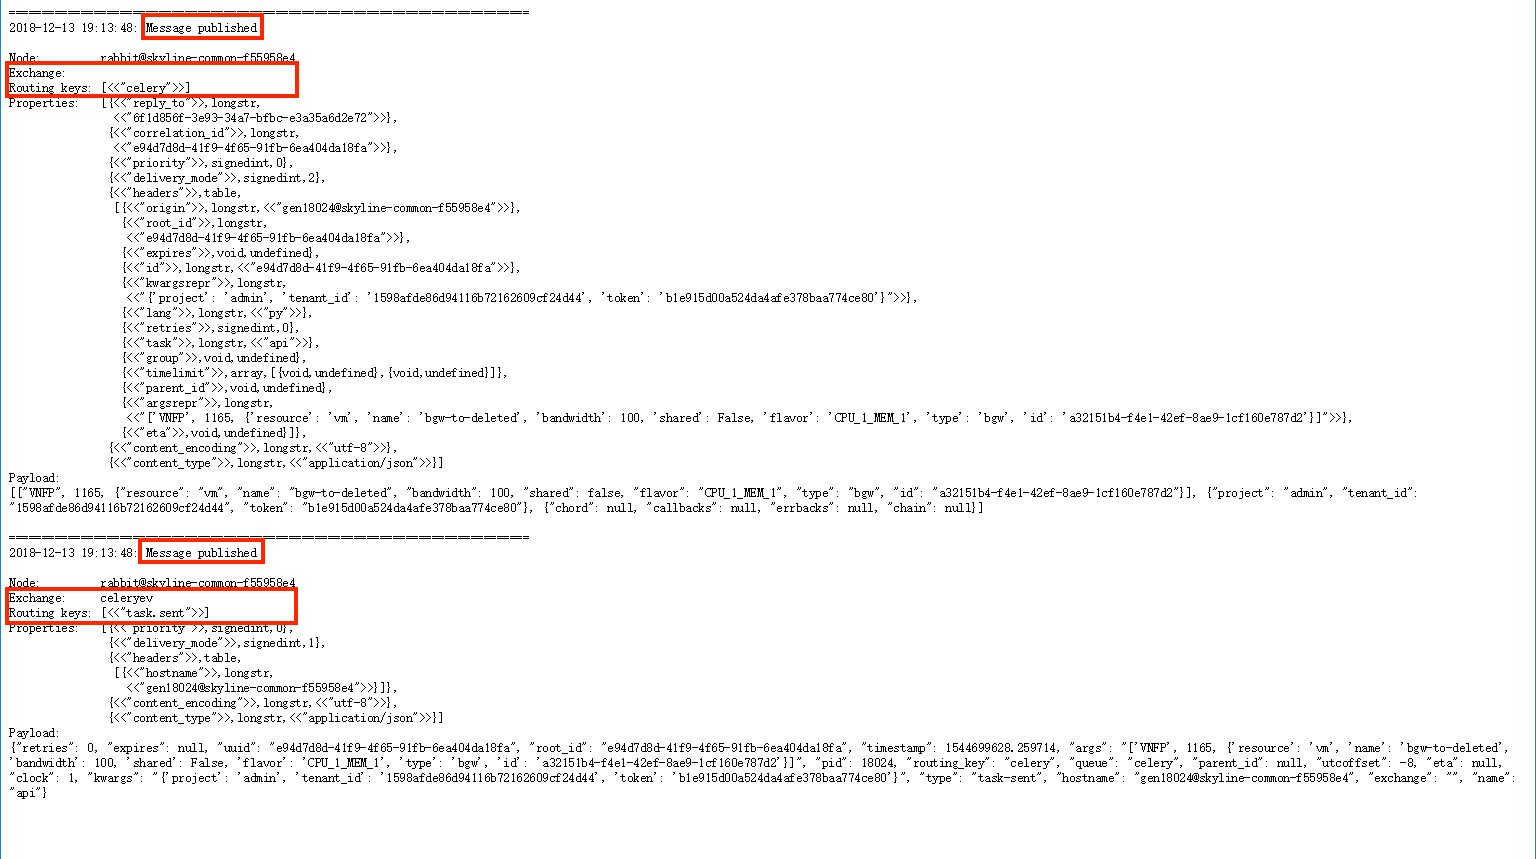 ================================================================
2018-12-13 19:13:48: Message published
Node:         rabbit@skyline-common-f55958e4
Exchange:
Routing keys: [<<"celery">>]
Properties:   [{<<"reply_to">>,longstr,
<<"6f1d856f-3e93-34a7-bfbc-e3a35a6d2e72">>},
{<<"correlation_id">>,longstr,
<<"e94d7d8d-41f9-4f65-91fb-6ea404da18fa">>},
{<<"priority">>,signedint,0},
{<<"delivery_mode">>,signedint,2},
{<<"headers">>,table,
[{<<"origin">>,longstr,<<"gen18024@skyline-common-f55958e4">>},
{<<"root_id">>,longstr,
<<"e94d7d8d-41f9-4f65-91fb-6ea404da18fa">>},
{<<"expires">>,void,undefined},
{<<"id">>,longstr,<<"e94d7d8d-41f9-4f65-91fb-6ea404da18fa">>},
{<<"kwargsrepr">>,longstr,
<<"{'project': 'admin', 'tenant_id': '1598afde86d94116b72162609cf24d44', 'token': 'b1e915d00a524da4afe378baa774ce80'}">>},
{<<"lang">>,longstr,<<"py">>},
{<<"retries">>,signedint,0},
{<<"task">>,longstr,<<"api">>},
{<<"group">>,void,undefined},
{<<"timelimit">>,array,[{void,undefined},{void,undefined}]},
{<<"parent_id">>,void,undefined},
{<<"argsrepr">>,longstr,
<<"['VNFP', 1165, {'resource': 'vm', 'name': 'bgw-to-deleted', 'bandwidth': 100, 'shared': False, 'flavor': 'CPU_1_MEM_1', 'type': 'bgw', 'id': 'a32151b4-f4e1-42ef-8ae9-1cf160e787d2'}]">>},
{<<"eta">>,void,undefined}]},
{<<"content_encoding">>,longstr,<<"utf-8">>},
{<<"content_type">>,longstr,<<"application/json">>}]
Payload:
[["VNFP", 1165, {"resource": "vm", "name": "bgw-to-deleted", "bandwidth": 100, "shared": false, "flavor": "CPU_1_MEM_1", "type": "bgw", "id": "a32151b4-f4e1-42ef-8ae9-1cf160e787d2"}], {"project": "admin", "tenant_id":
"1598afde86d94116b72162609cf24d44", "token": "b1e915d00a524da4afe378baa774ce80"}, {"chord": null, "callbacks": null, "errbacks": null, "chain": null}]
================================================================
2018-12-13 19:13:48: Message published
Node:         rabbit@skyline-common-f55958e4
Exchange:     celeryev
Routing keys: [<<"task.sent">>]
Properties:   [{<<"priority">>,signedint,0},
{<<"delivery_mode">>,signedint,1},
{<<"headers">>,table,
[{<<"hostname">>,longstr,
<<"gen18024@skyline-common-f55958e4">>}]},
{<<"content_encoding">>,longstr,<<"utf-8">>},
{<<"content_type">>,longstr,<<"application/json">>}]
Payload:
{"retries": 0, "expires": null, "uuid": "e94d7d8d-41f9-4f65-91fb-6ea404da18fa", "root_id": "e94d7d8d-41f9-4f65-91fb-6ea404da18fa", "timestamp": 1544699628.259714, "args": "['VNFP', 1165, {'resource': 'vm', 'name': 'bgw-to-deleted',
'bandwidth': 100, 'shared': False, 'flavor': 'CPU_1_MEM_1', 'type': 'bgw', 'id': 'a32151b4-f4e1-42ef-8ae9-1cf160e787d2'}]", "pid": 18024, "routing_key": "celery", "queue": "celery", "parent_id": null, "utcoffset": -8, "eta": null,
"clock": 1, "kwargs": "{'project': 'admin', 'tenant_id': '1598afde86d94116b72162609cf24d44', 'token': 'b1e915d00a524da4afe378baa774ce80'}", "type": "task-sent", "hostname": "gen18024@skyline-common-f55958e4", "exchange": "", "name":
"api"}